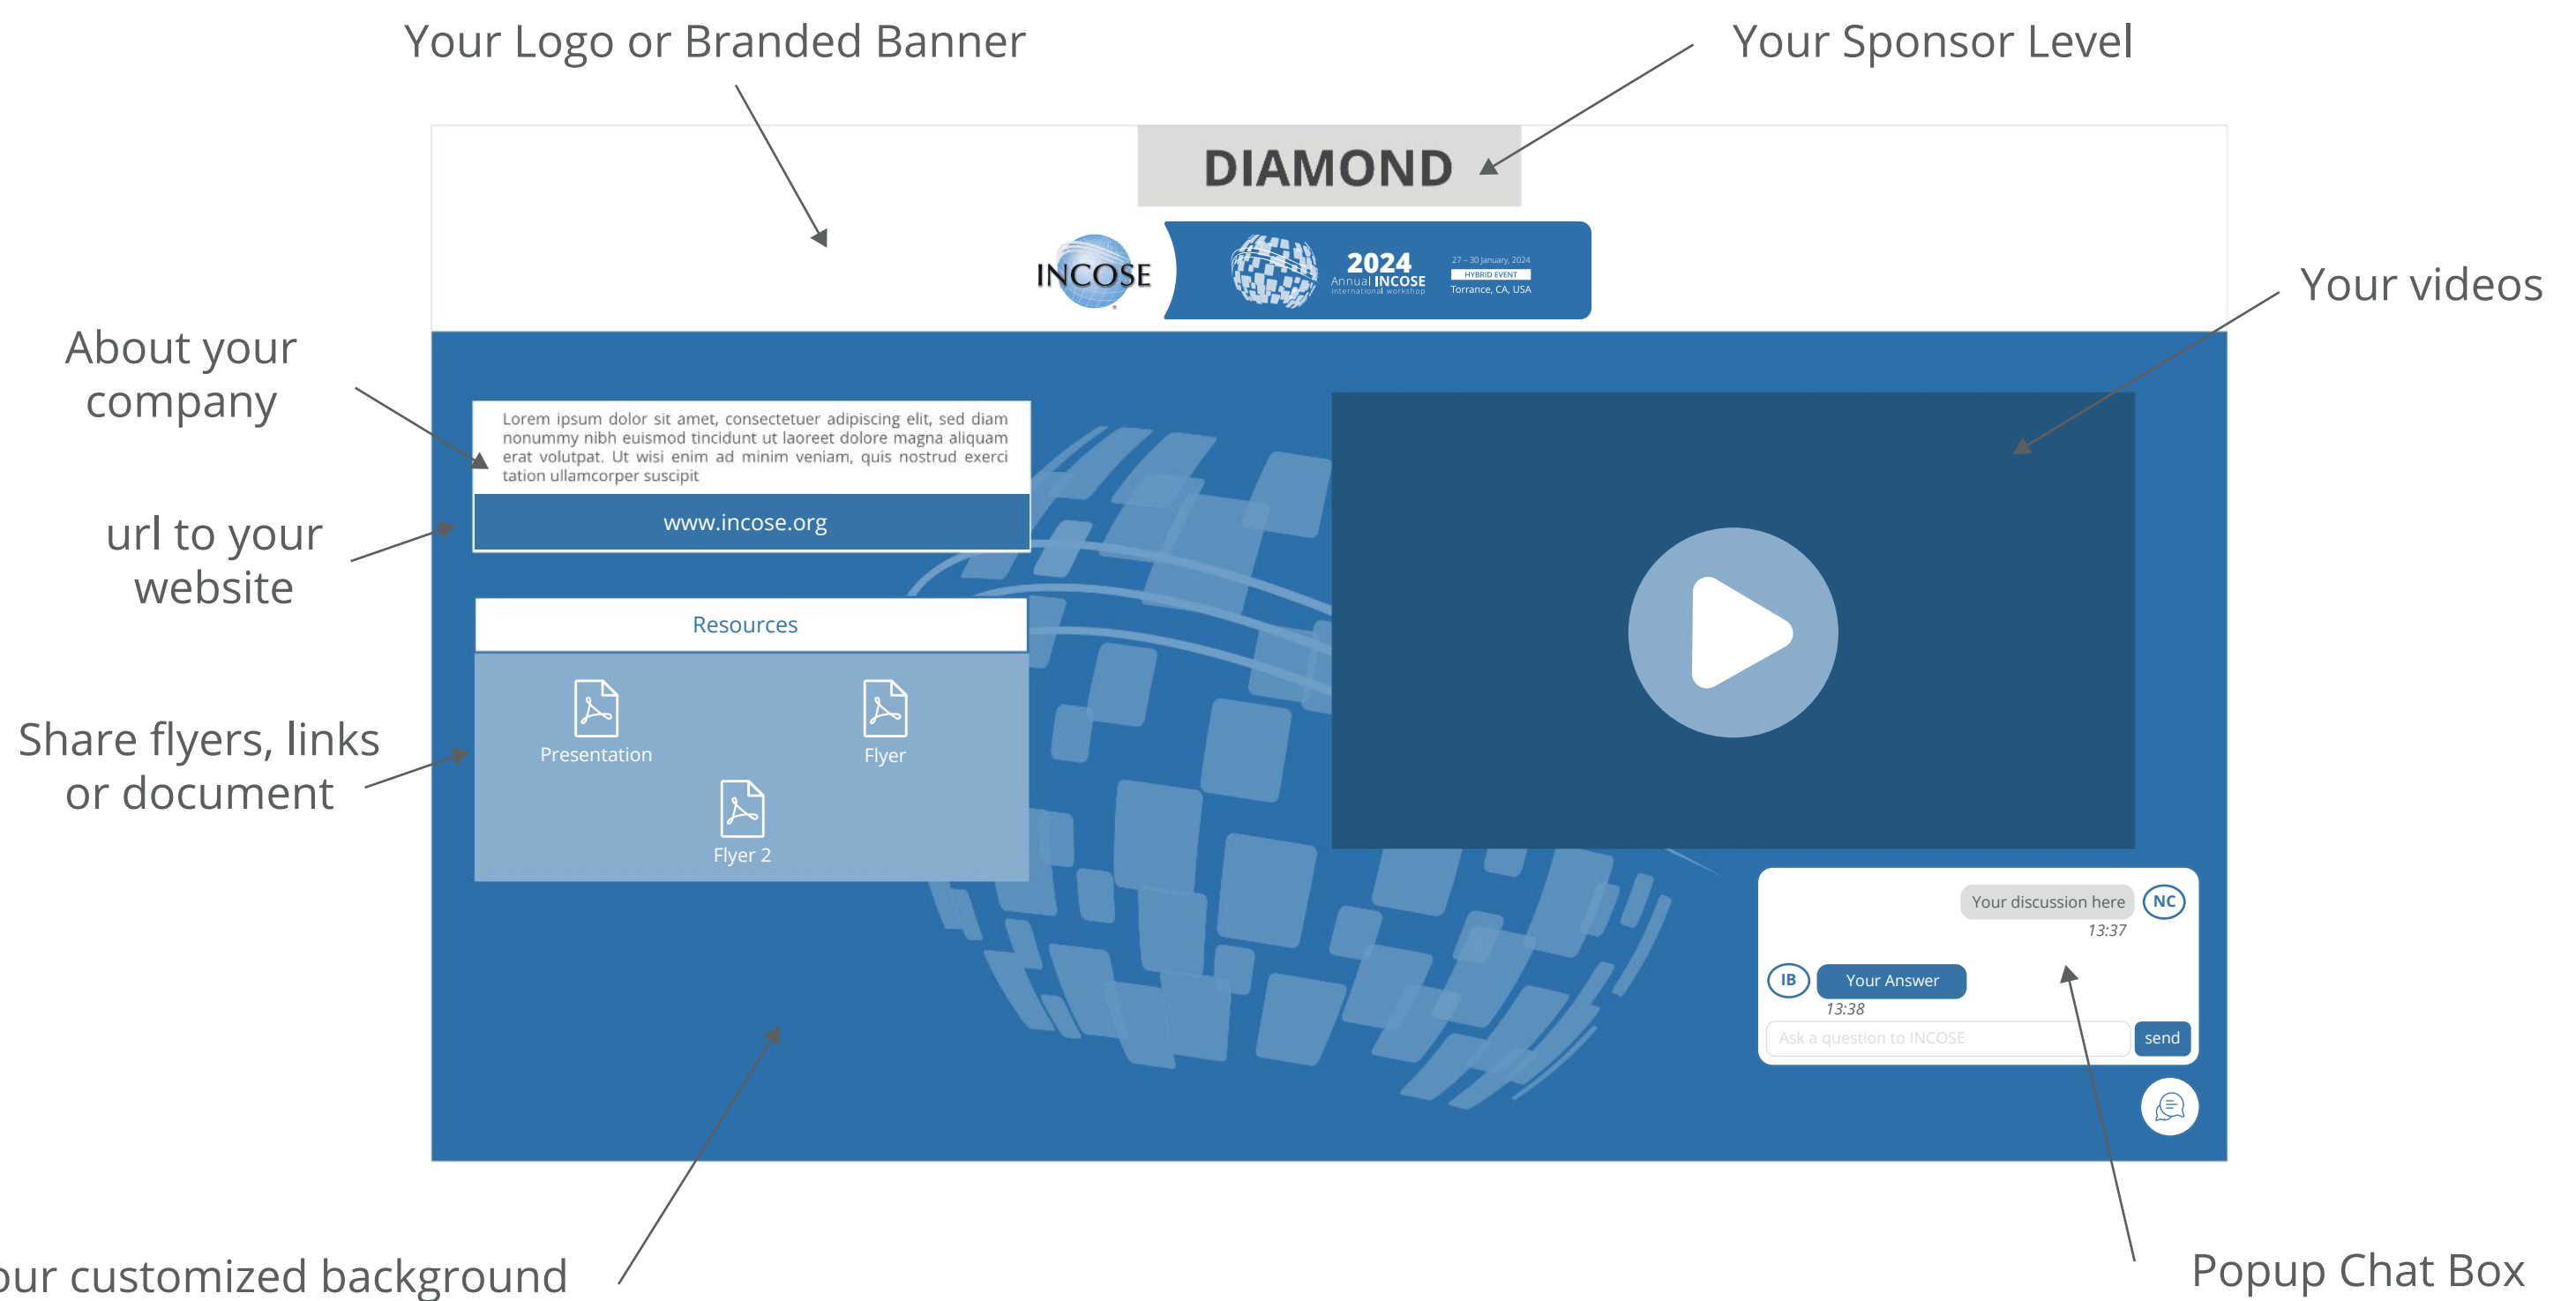 Your Logo or Branded Banner
Your Sponsor Level
DIAMOND
INCOSE
2024
Annual INCOSE
international workshop
27 – 30 January, 2024
HYBRID EVENT
Torrance, CA, USA
Your videos
About your
company
Lorem ipsum dolor sit amet, consectetuer adipiscing elit, sed diam
nonummy nibh euismod tincidunt ut laoreet dolore magna aliquam
erat volutpat. Ut wisi enim ad minim veniam, quis nostrud exerci
tation ullamcorper suscipit
url to your
website
www.incose.org
Resources
Share flyers, links
or document
Presentation
Flyer
Flyer 2
Your discussion here
NC
13:37
IB
Your Answer
13:38
Ask a question to INCOSE
send
our customized background
Popup Chat Box